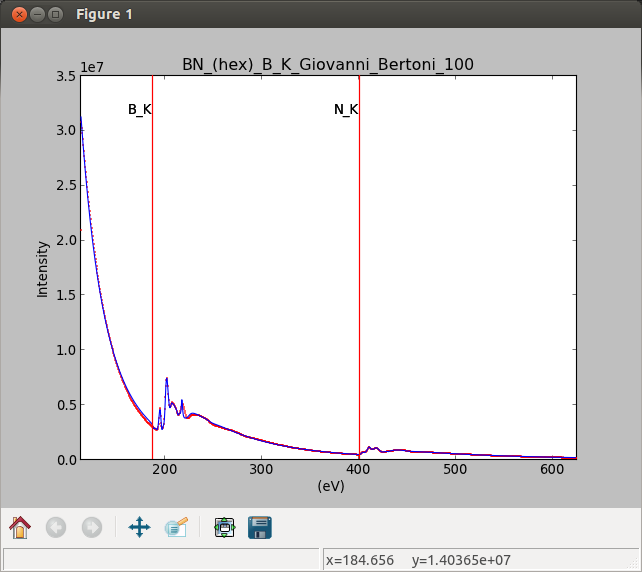 Figure 1
BN_(hex)_B_K_Giovanni_Bertoni_100
1e7
3.5
B_K
N_K
3.0
2.5
2.0
Intensity
1.5
1.0
0.5
0.0
200 300 400 500 600
(eV)
x=184.656 y=1.40365e+07